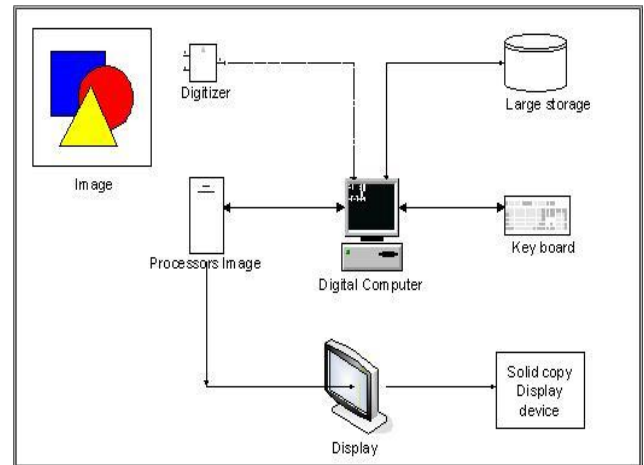 Digitizer
Large storage
Image
Processors Image
Digital Computer
Key board
Solid copy
Display
device
Display